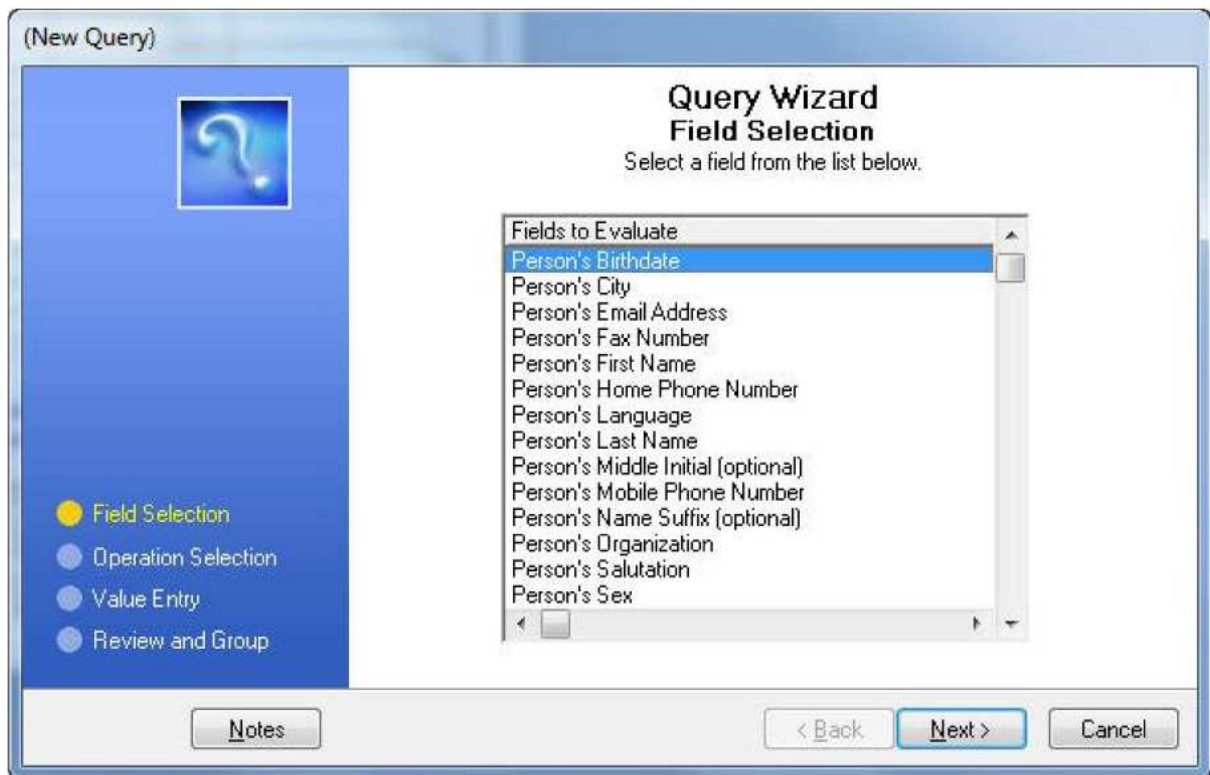 (New Query)
Query Wizard
Field Selection
Select a field from the list below.
Fields to Evaluate
Person's Birthdate
Person's City
Person's Email Address
Person's Fax Number
Person's First Name
Person's Home Phone Number
Person's Language
Person's Last Name
Person's Middle Initial (optional)
Person's Mobile Phone Number
Person's Name Suffix (optional)
Person's Organization
Person's Salutation
Person's Sex
Field Selection
Operation Selection
Value Entry
Review and Group
Notes
< Back
Next >
Cancel